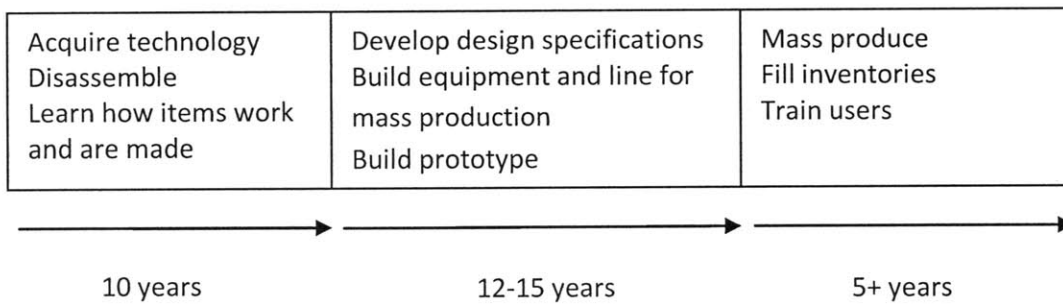 Acquire technology
Disassemble
Learn how items work
and are made
Develop design specifications
Build equipment and line for
mass production
Build prototype
Mass produce
Fill inventories
Train users
10 years
12-15 years
5+ years